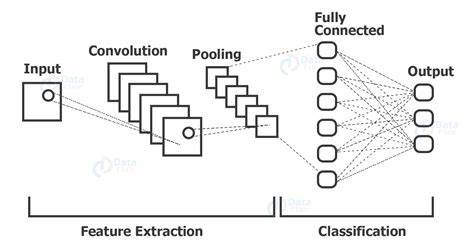 Input
Convolution
Pooling
Fully
Connected
Output
Feature Extraction
Classification